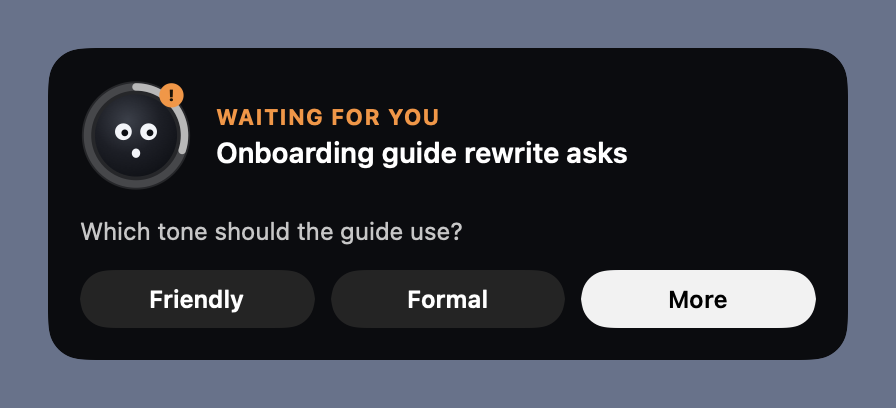 !
WAITING FOR YOU
Onboarding guide rewrite asks
Which tone should the guide use?
Friendly
Formal
More